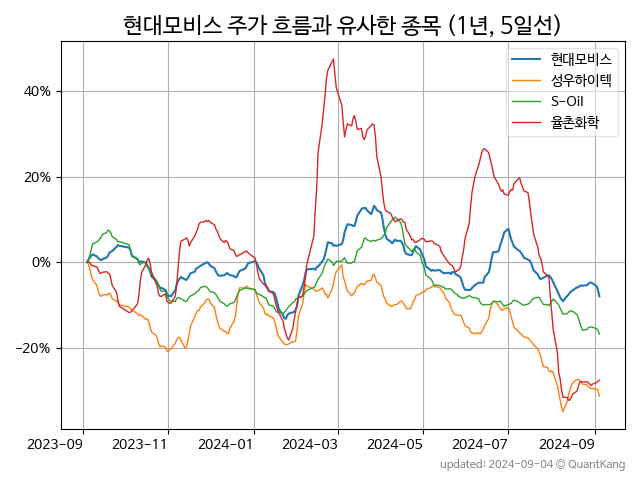 현대모비스 주가 흐름과 유사한 종목 (1년, 5일선)
현대모비스
성우하이텍
S-Oil
율촌화학
40%
20%
0%
−20%
2023-09 2023-11 2024-01 2024-03 2024-05 2024-07 2024-09
updated: 2024-09-04 © QuantKang